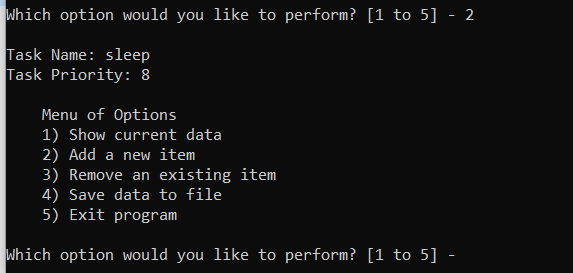 Which option would you like to perform? [1 to 5] - 2
Task Name: sleep
Task Priority: 8
Menu of Options
1) Show current data
2) Add a new item
3) Remove an existing item
4) Save data to file
5) Exit program
Which option would you like to perform? [1 to 5] -